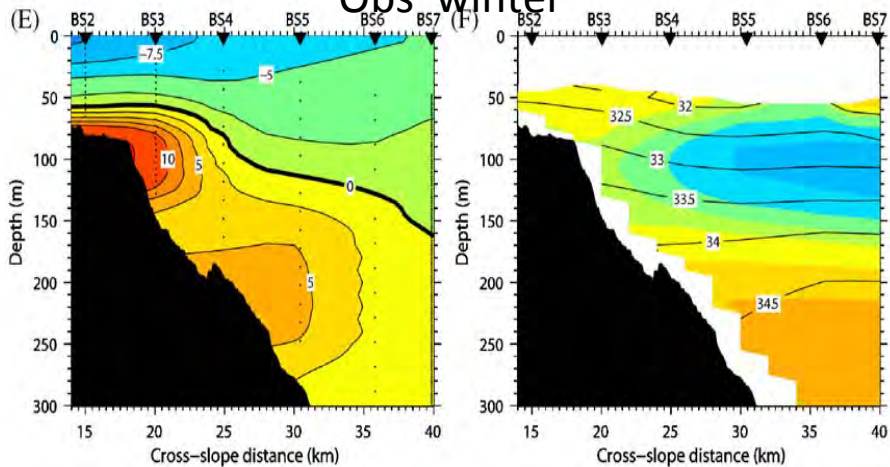 Obs winter
(E) BS2 BS3 BS4 BS5 BS6 BS7
0
50
100
150
200
250
300
Depth (m)
-7.5
-5
10
5
0
5
15 20 25 30 35 40
Cross-slope distance (km)
(F) BS2 BS3 BS4 BS5 BS6 BS7
0
50
100
150
200
250
300
Depth (m)
32
325
33
335
34
345
15 20 25 30 35 40
Cross-slope distance (km)